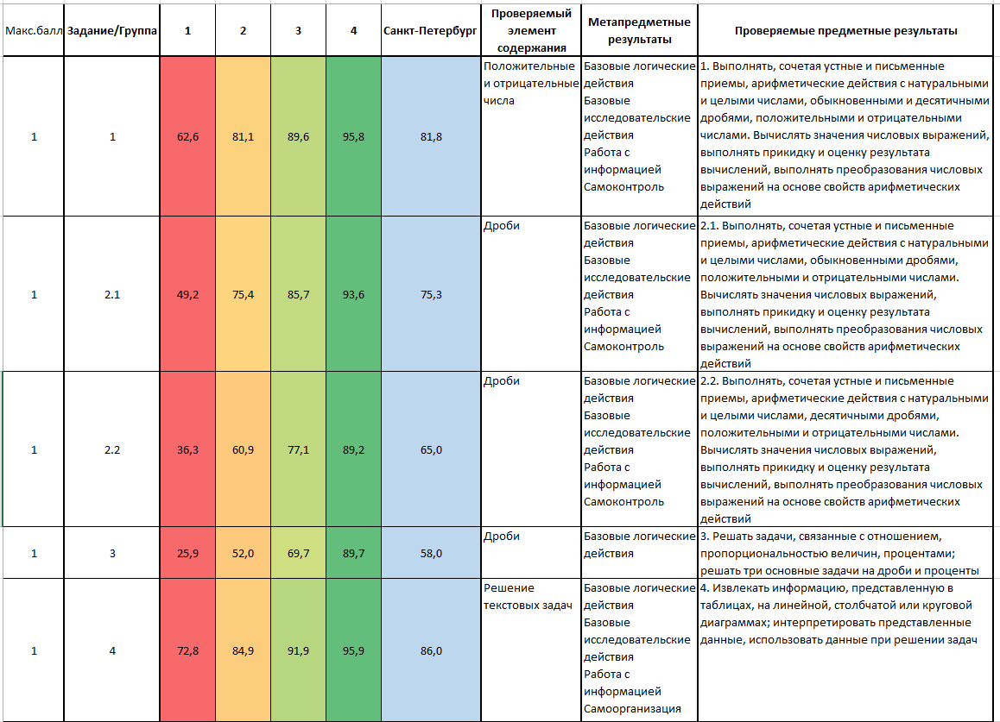 Макс.балл Задание/Группа 1 2 3 4 Санкт-Петербург Проверяемый элемент содержания Метапредметные результаты Проверяемые предметные результаты
1 1 62,6 81,1 89,6 95,8 81,8
Положительные
и отрицательные
числа
Базовые логические
действия
Базовые
исследовательские
действия
Работа с
информацией
Самоконтроль
1. Выполнять, сочетая устные и письменные
приемы, арифметические действия с натуральными
и целыми числами, обыкновенными и десятичными
дробями, положительными и отрицательными
числами. Вычислять значения числовых выражений,
выполнять прикидку и оценку результата
вычислений, выполнять преобразования числовых
выражений на основе свойств арифметических
действий
1 2.1 49,2 75,4 85,7 93,6 75,3
Дроби
Базовые логические
действия
Базовые
исследовательские
действия
Работа с
информацией
Самоконтроль
2.1. Выполнять, сочетая устные и письменные
приемы, арифметические действия с натуральными
и целыми числами, обыкновенными дробями,
положительными и отрицательными числами.
Вычислять значения числовых выражений,
выполнять прикидку и оценку результата
вычислений, выполнять преобразования числовых
выражений на основе свойств арифметических
действий
1 2.2 36,3 60,9 77,1 89,2 65,0
Дроби
Базовые логические
действия
Базовые
исследовательские
действия
Работа с
информацией
Самоконтроль
2.2. Выполнять, сочетая устные и письменные
приемы, арифметические действия с натуральными
и целыми числами, десятичными дробями,
положительными и отрицательными числами.
Вычислять значения числовых выражений,
выполнять прикидку и оценку результата
вычислений, выполнять преобразования числовых
выражений на основе свойств арифметических
действий
1 3 25,9 52,0 69,7 89,7 58,0
Дроби
Базовые логические
действия
3. Решать задачи, связанные с отношением,
пропорциональностью величин, процентами;
решать три основные задачи на дроби и проценты
1 4 72,8 84,9 91,9 95,9 86,0
Решение
текстовых задач
Базовые логические
действия
Базовые
исследовательские
действия
Работа с
информацией
Самоорганизация
4. Извлекать информацию, представленную в
таблицах, на линейной, столбчатой или круговой
диаграммах; интерпретировать представленные
данные, использовать данные при решении задач